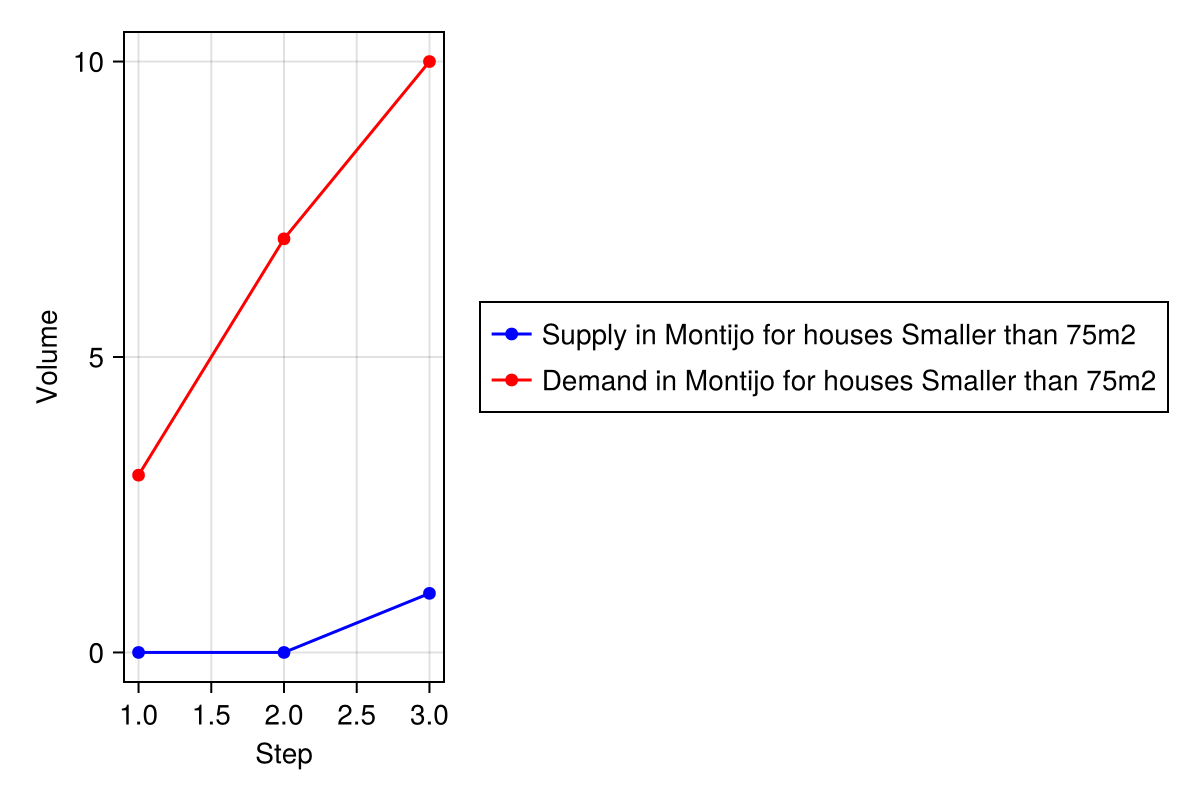 10
5
0
Volume
1.0 1.5 2.0 2.5 3.0
Step
Supply in Montijo for houses Smaller than 75m2
Demand in Montijo for houses Smaller than 75m2